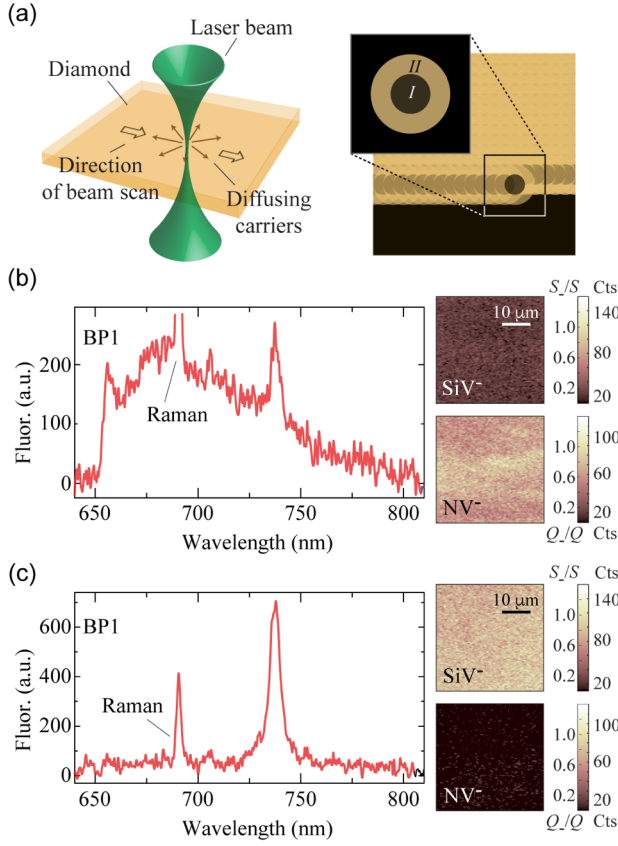 (a)
Laser beam
Diamond
Direction
of beam scan
Diffusing
carriers
II
I
(b)
BP1
Raman
Fluor. (a.u.)
200
100
0
650
700
750
800
Wavelength (nm)
S_/S Cts
10 µm
SiV-
1.0
0.6
0.2
140
80
20
NV-
1.0
0.6
0.2
100
60
20
Q_/Q Cts
(c)
BP1
Raman
Fluor. (a.u.)
600
400
200
0
650
700
750
800
Wavelength (nm)
S_/S Cts
10 µm
SiV-
1.0
0.6
0.2
140
80
20
NV-
1.0
0.6
0.2
100
60
20
Q_/Q Cts